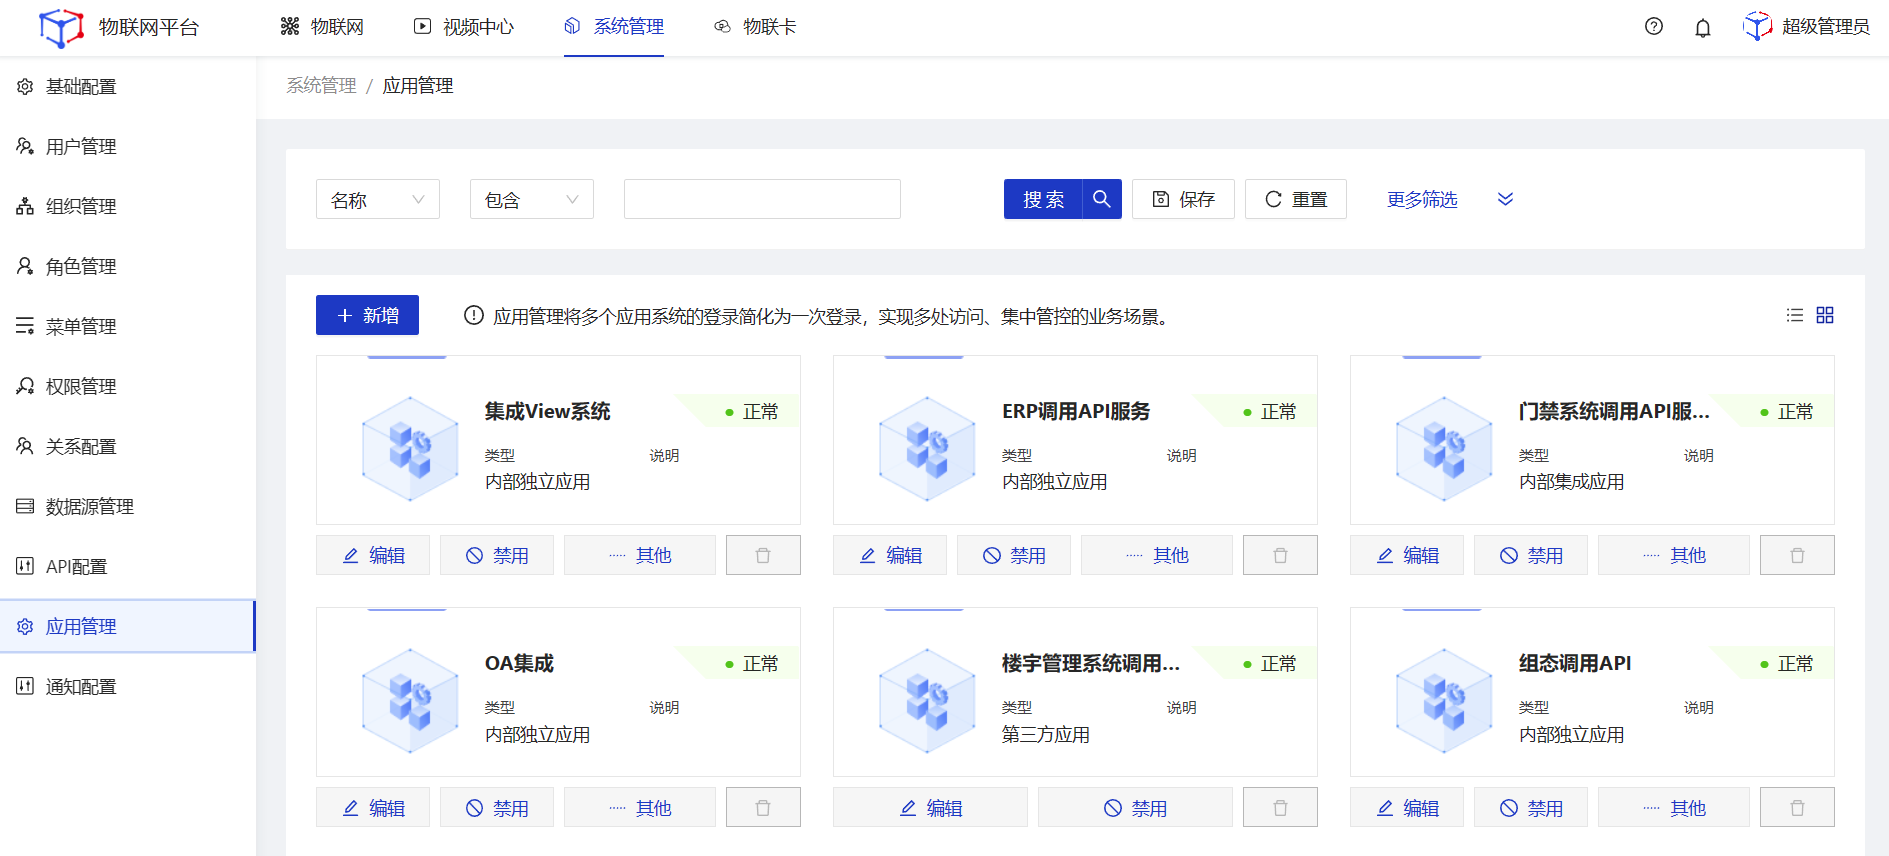 物联网平台 物联网 视频中心 系统管理 物联卡 超级管理员
基础配置
用户管理
组织管理
角色管理
菜单管理
权限管理
关系配置
数据源管理
API配置
应用管理
通知配置
系统管理 / 应用管理
名称 包含 搜索 保存 重置 更多筛选
新增 应用管理将多个应用系统的登录简化为一次登录，实现多处访问、集中管控的业务场景。
集成View系统 正常
类型 说明
内部独立应用
编辑 禁用 其他
ERP调用API服务 正常
类型 说明
内部独立应用
编辑 禁用 其他
门禁系统调用API服... 正常
类型 说明
内部集成应用
编辑 禁用 其他
OA集成 正常
类型 说明
内部独立应用
编辑 禁用 其他
楼宇管理系统调用... 正常
类型 说明
第三方应用
编辑 禁用
组态调用API 正常
类型 说明
内部独立应用
编辑 禁用 其他